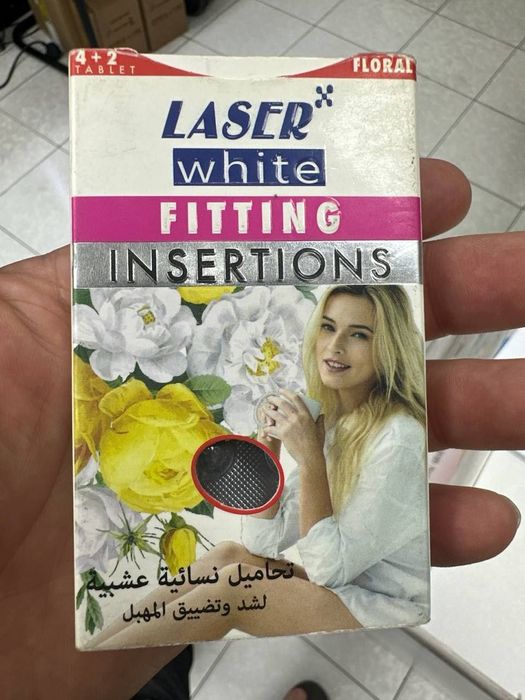 4+2
TABLET
FLORAL
LASER
white
FITTING
INSERTIONS
تحاميل نسائية عشبية
لشد وتضييق المهبل